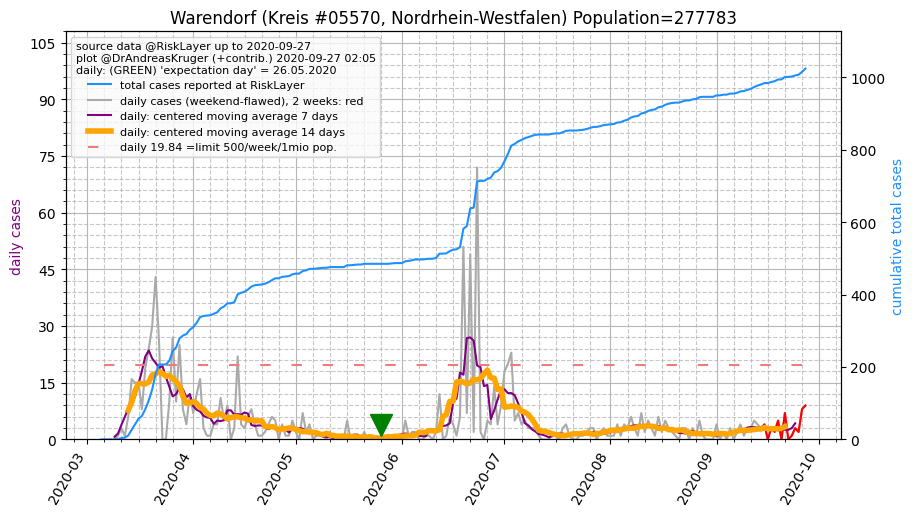 Warendorf (Kreis #05570, Nordrhein-Westfalen) Population=277783
source data @RiskLayer up to 2020-09-27
plot @DrAndreasKruger (+contrib.) 2020-09-27 02:05
daily: (GREEN) 'expectation day' = 26.05.2020
total cases reported at RiskLayer
daily cases (weekend-flawed), 2 weeks: red
daily: centered moving average 7 days
daily: centered moving average 14 days
daily 19.84 =limit 500/week/1mio pop.
daily cases
105
90
75
60
45
30
15
0
cumulative total cases
1000
800
600
400
200
0
2020-03
2020-04
2020-05
2020-06
2020-07
2020-08
2020-09
2020-10